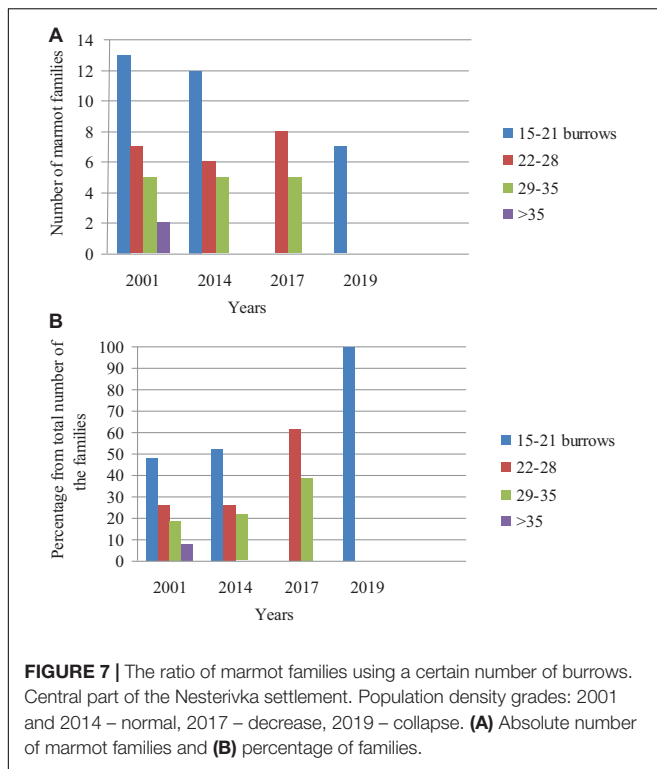 A
Number of marmot families
14
12
10
8
6
4
2
0
2001 2014 2017 2019
Years
15-21 burrows
22-28
29-35
>35
B
Percentage from total number of
the families
100
90
80
70
60
50
40
30
20
10
0
2001 2014 2017 2019
Years
15-21 burrows
22-28
29-35
>35
FIGURE 7 | The ratio of marmot families using a certain number of burrows.
Central part of the Nesterivka settlement. Population density grades: 2001
and 2014 – normal, 2017 – decrease, 2019 – collapse. (A) Absolute number
of marmot families and (B) percentage of families.